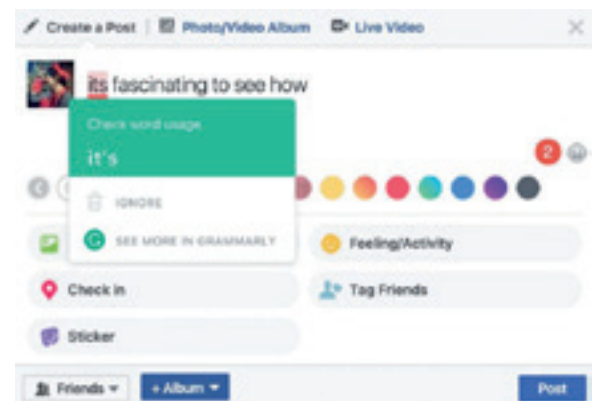 Create a Post | Photo/Video Album Live Video
its fascinating to see how
Check word usage
it's
2
IGNORE
SEE MORE IN GRAMMARLY
Feeling/Activity
Check in
Tag Friends
Sticker
Friends
+ Album
Post